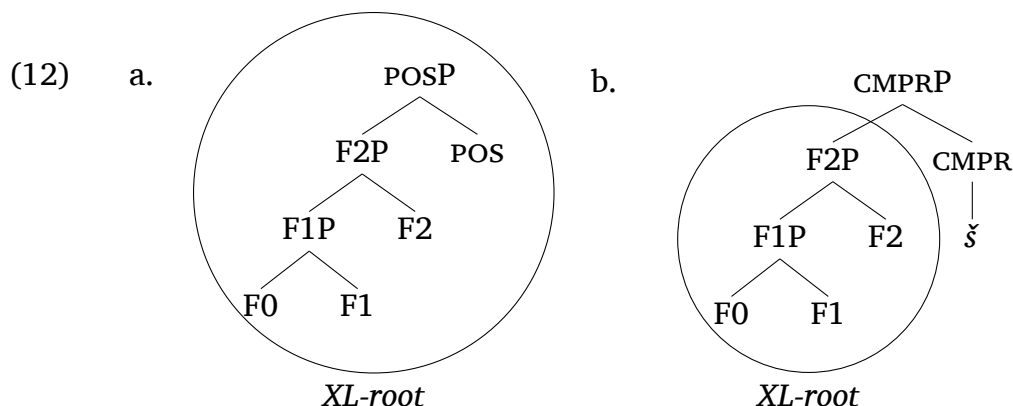 (12) a. b.
POSP CMPRP
F2P POS F2P CMPR
F1P F2 F1P F2 š
F0 F1 F0 F1
XL-root XL-root